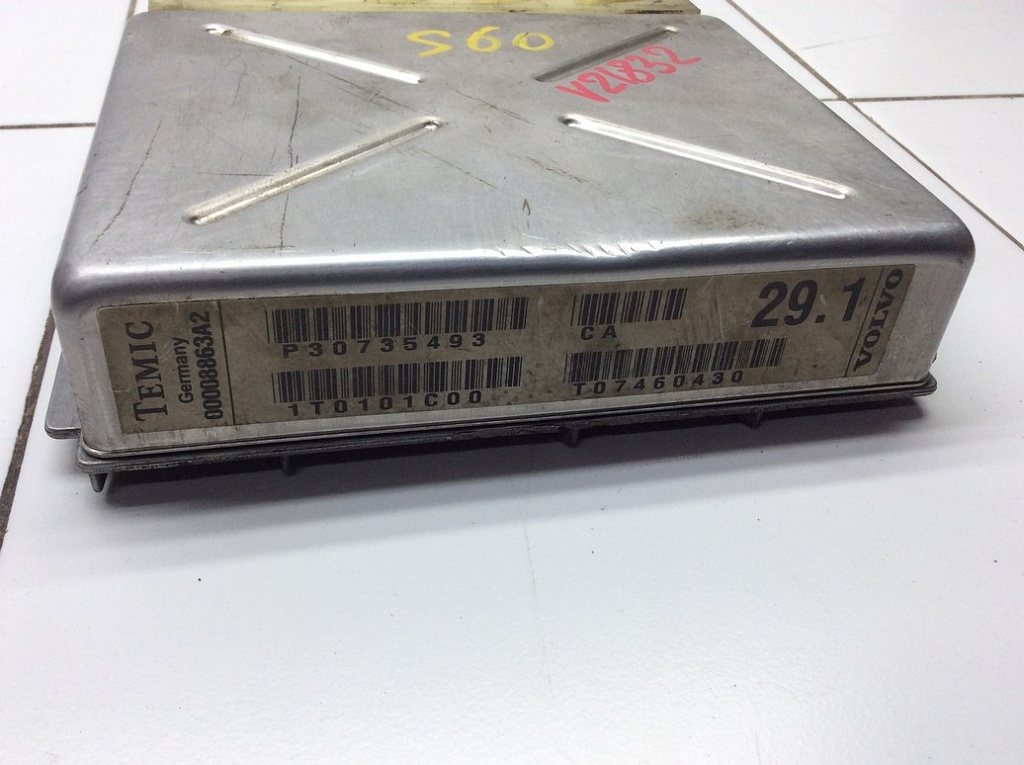 S60
V21832
TEMIC
Germany
00008863A2
P30735493
1T0101C00
CA
T07460430
29.1
VOLVO